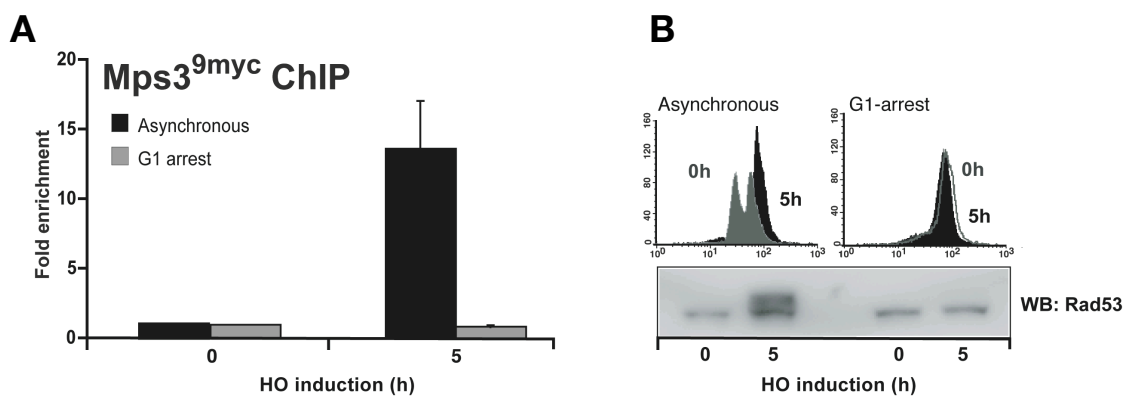 A
Mps3^9myc ChIP
Asynchronous
G1 arrest
Fold enrichment
20
15
10
5
0
0 5
HO induction (h)
B
Asynchronous
160
120
80
40
0
0h
5h
10^0 10^1 10^2 10^3
G1-arrest
160
120
80
40
0
0h
5h
10^0 10^1 10^2 10^3
WB: Rad53
0 5 0 5
HO induction (h)